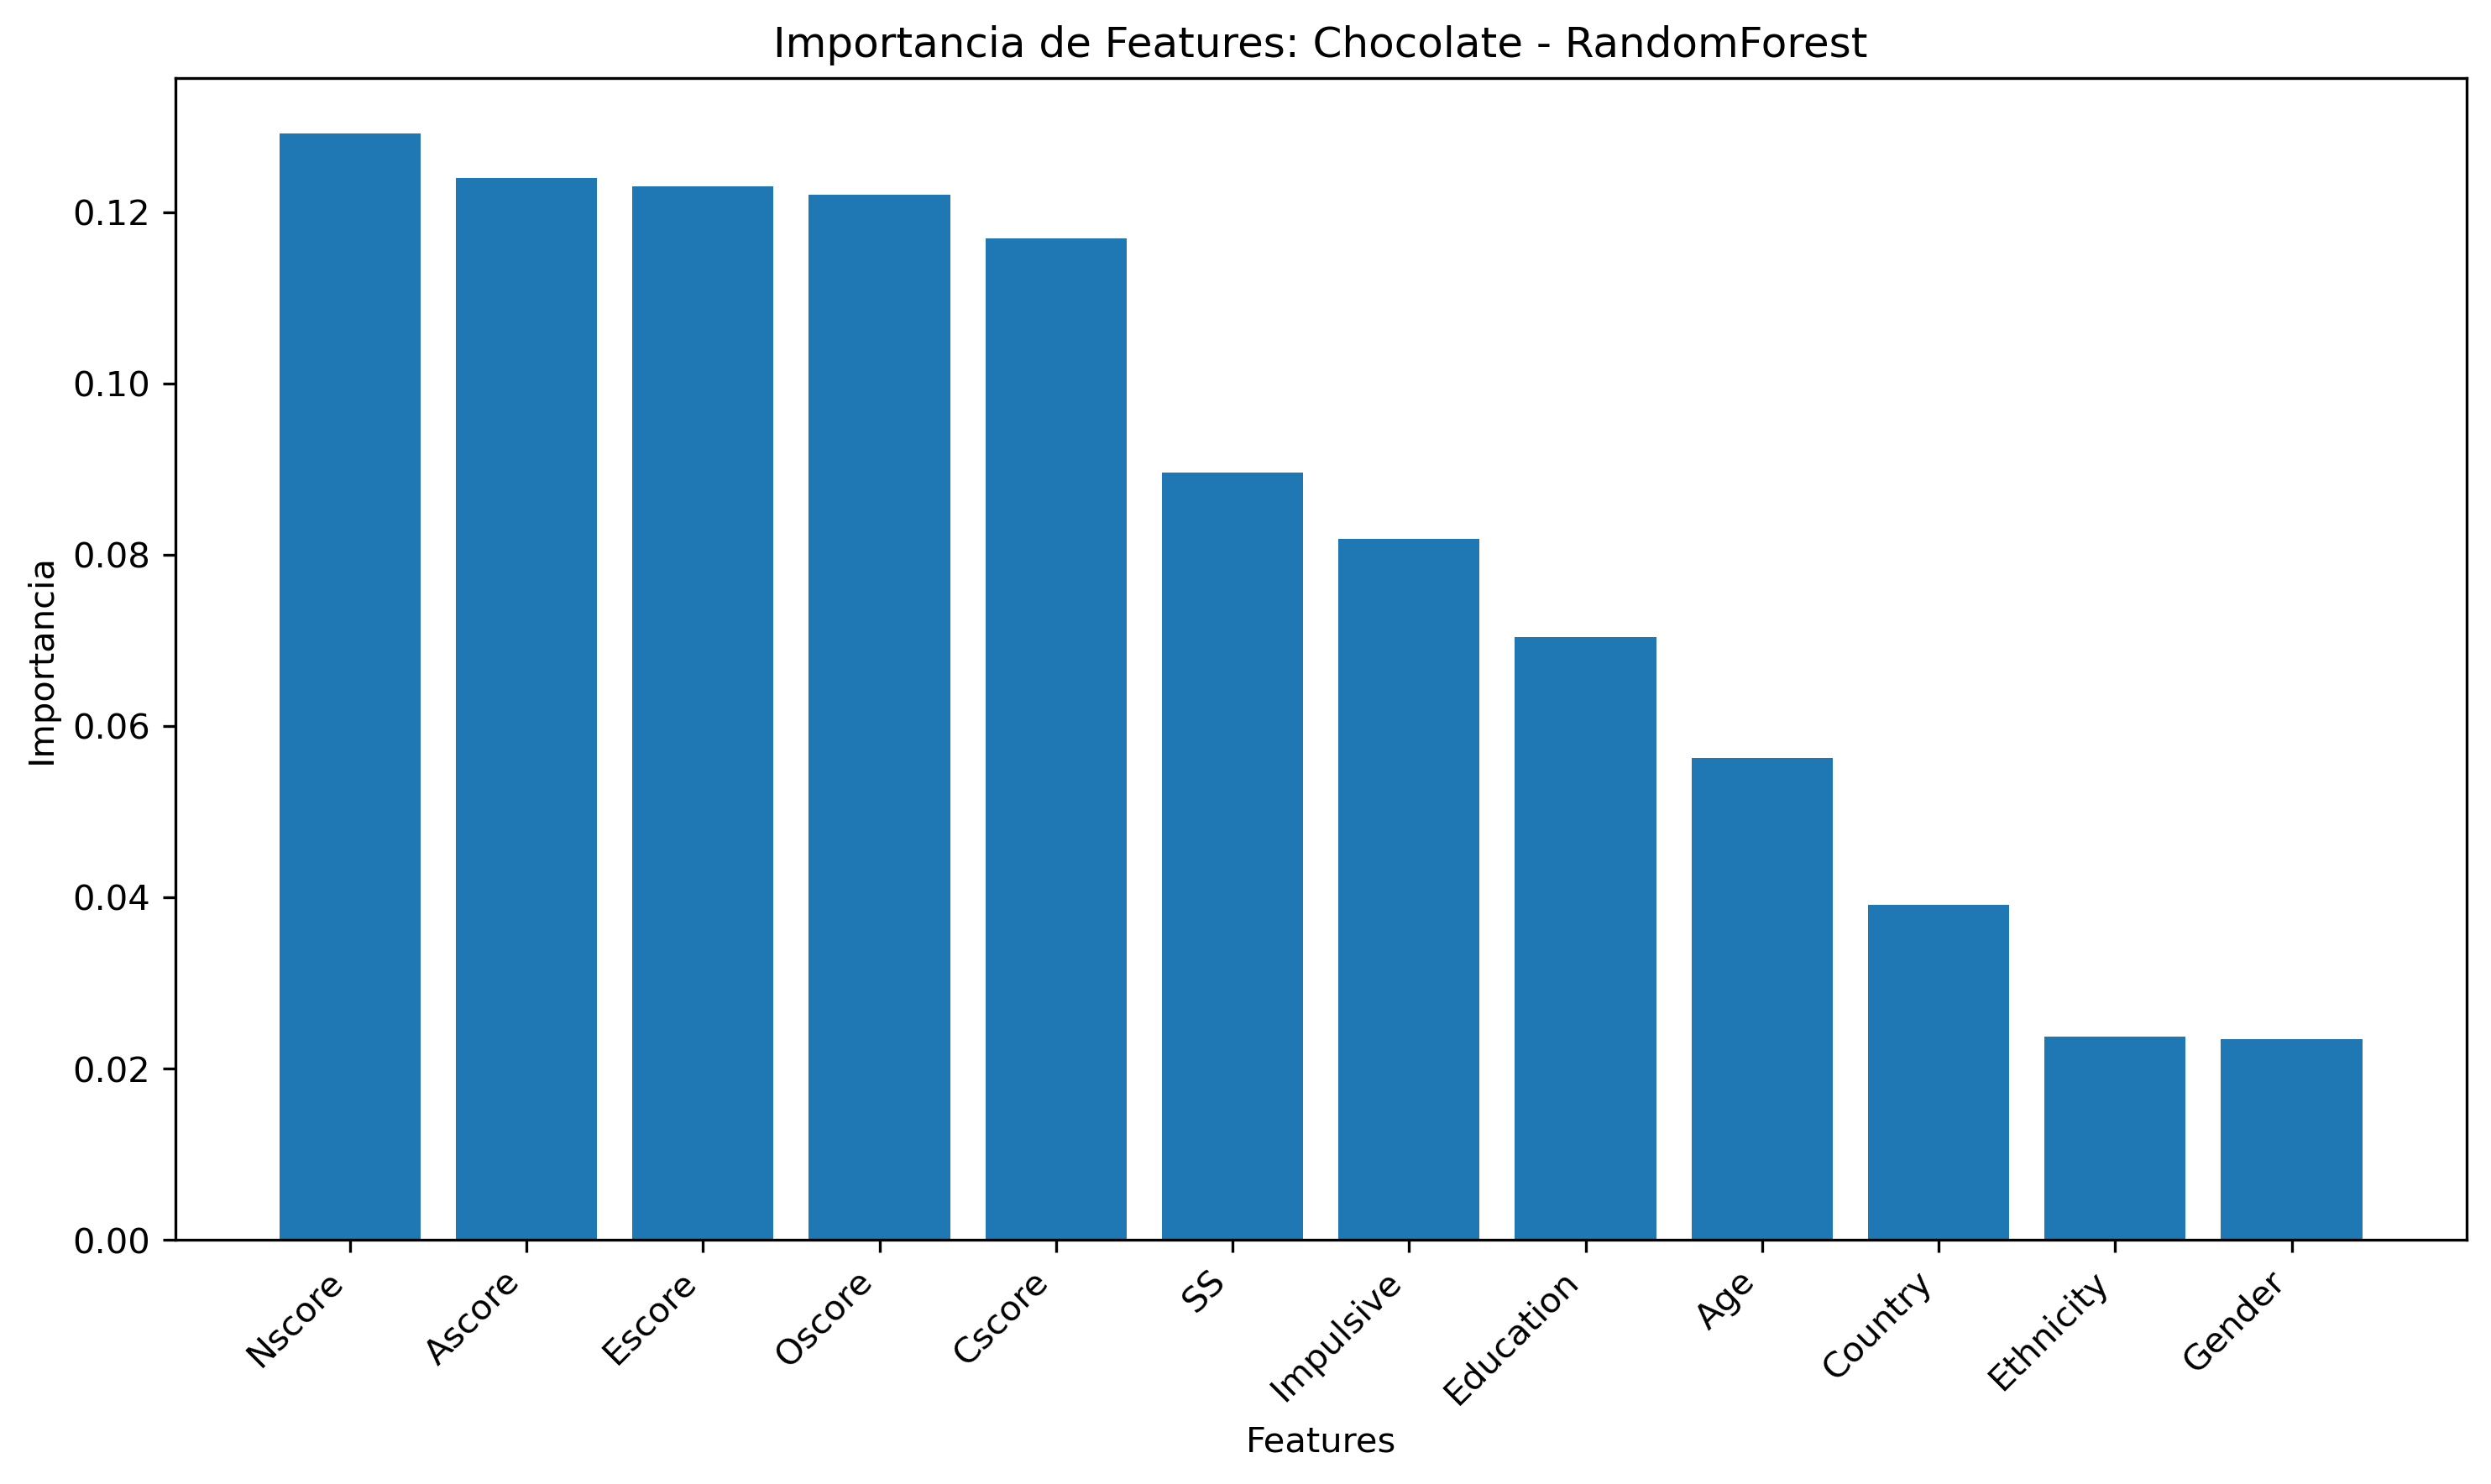 Importancia de Features: Chocolate - RandomForest
Importancia
0.12
0.10
0.08
0.06
0.04
0.02
0.00
Nscore
Ascore
Escore
Oscore
Cscore
SS
Impulsive
Education
Age
Country
Ethnicity
Gender
Features